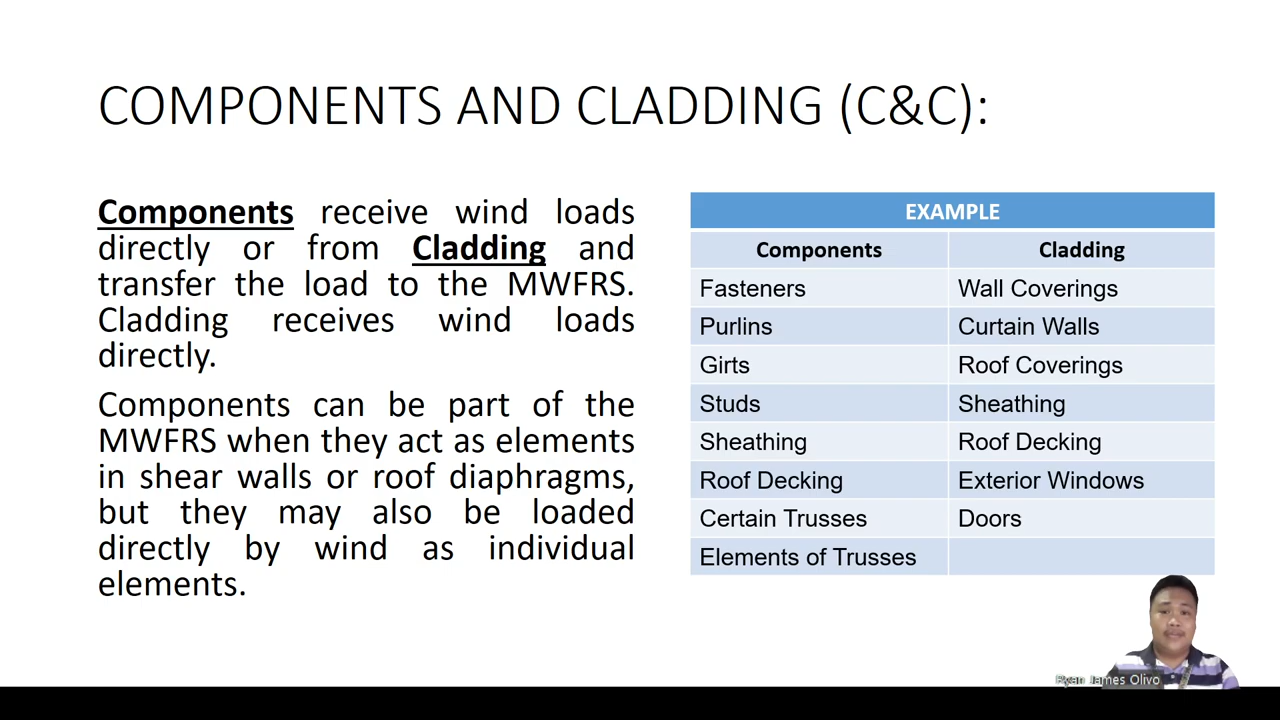 COMPONENTS AND CLADDING (C&C):
Components receive wind loads
directly or from Cladding and
transfer the load to the MWFRS.
Cladding receives wind loads
directly.
Components can be part of the
MWFRS when they act as elements
in shear walls or roof diaphragms,
but they may also be loaded
directly by wind as individual
elements.
EXAMPLE
Components Cladding
Fasteners Wall Coverings
Purlins Curtain Walls
Girts Roof Coverings
Studs Sheathing
Sheathing Roof Decking
Roof Decking Exterior Windows
Certain Trusses Doors
Elements of Trusses
Ryan James Olivo